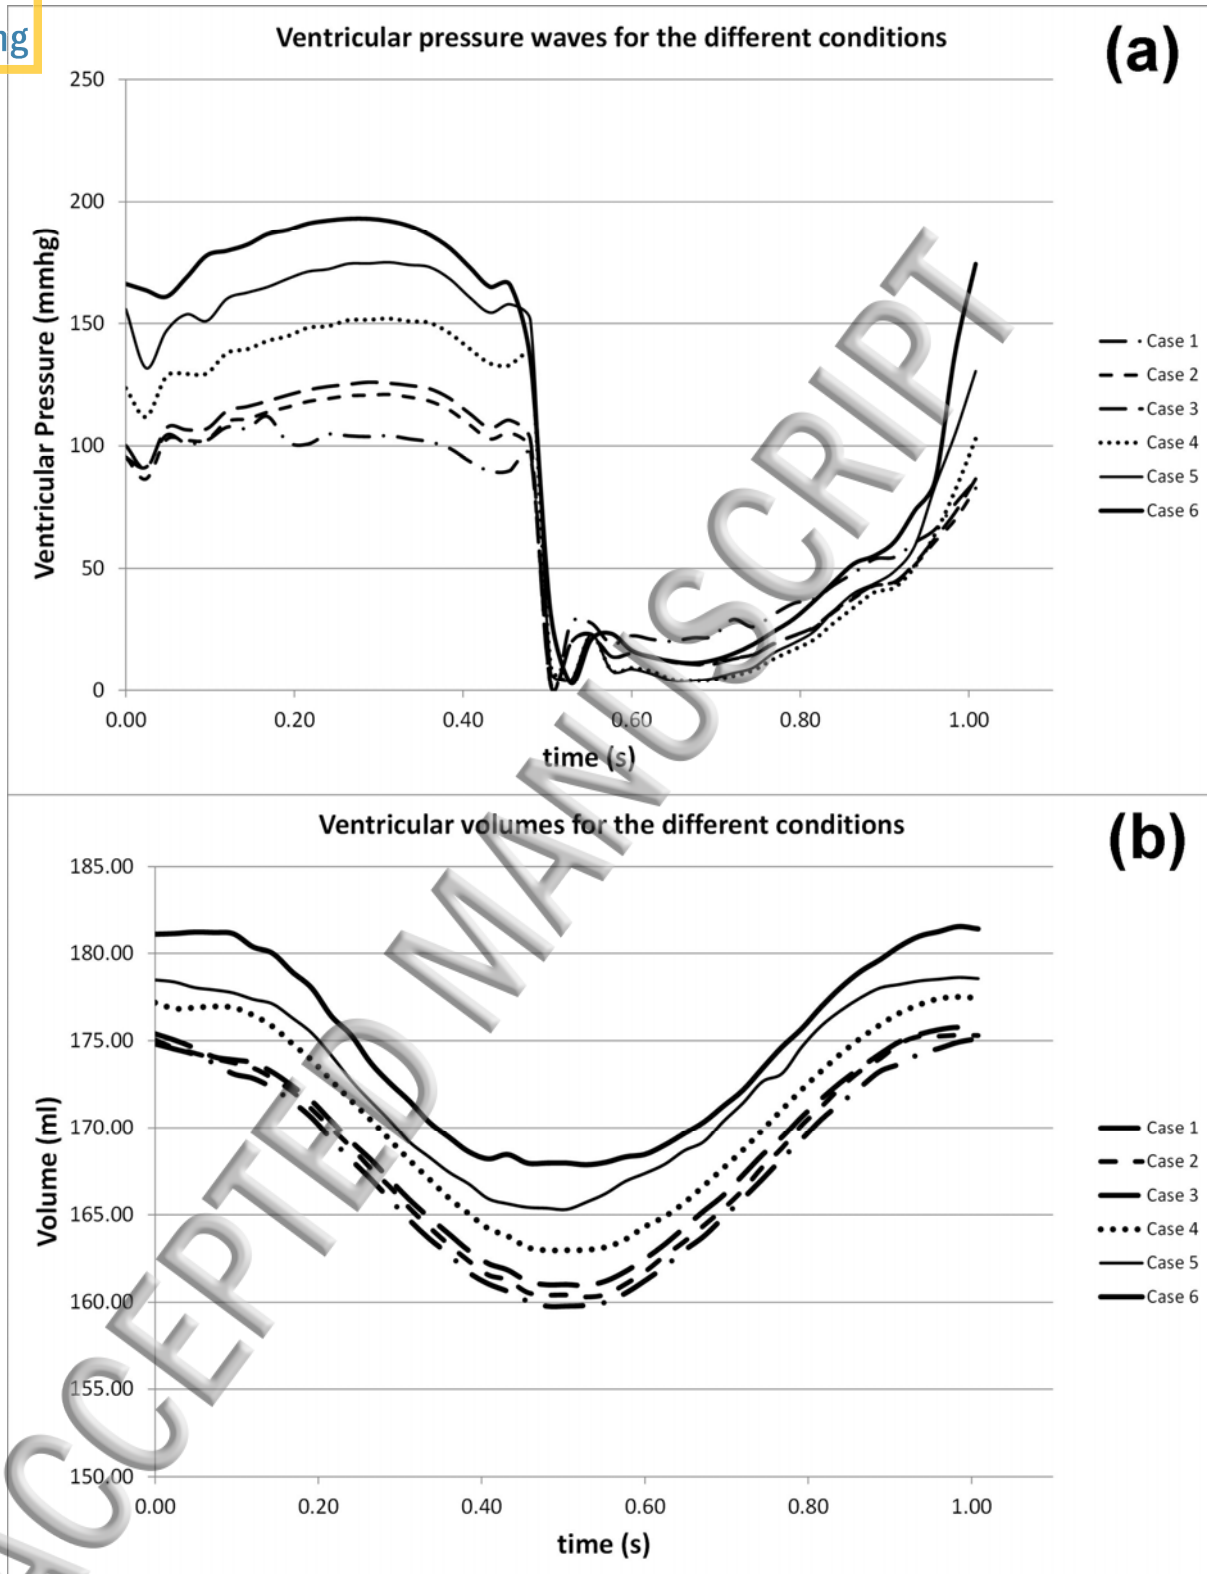 ng
Ventricular pressure waves for the different conditions
(a)
250
200
150
100
50
0
Ventricular Pressure (mmhg)
0.00 0.20 0.40 0.60 0.80 1.00
time (s)
Case 1
Case 2
Case 3
Case 4
Case 5
Case 6
Ventricular volumes for the different conditions
(b)
185.00
180.00
175.00
170.00
165.00
160.00
155.00
150.00
Volume (ml)
0.00 0.20 0.40 0.60 0.80 1.00
time (s)
Case 1
Case 2
Case 3
Case 4
Case 5
Case 6
ACCEPTED MANUSCRIPT